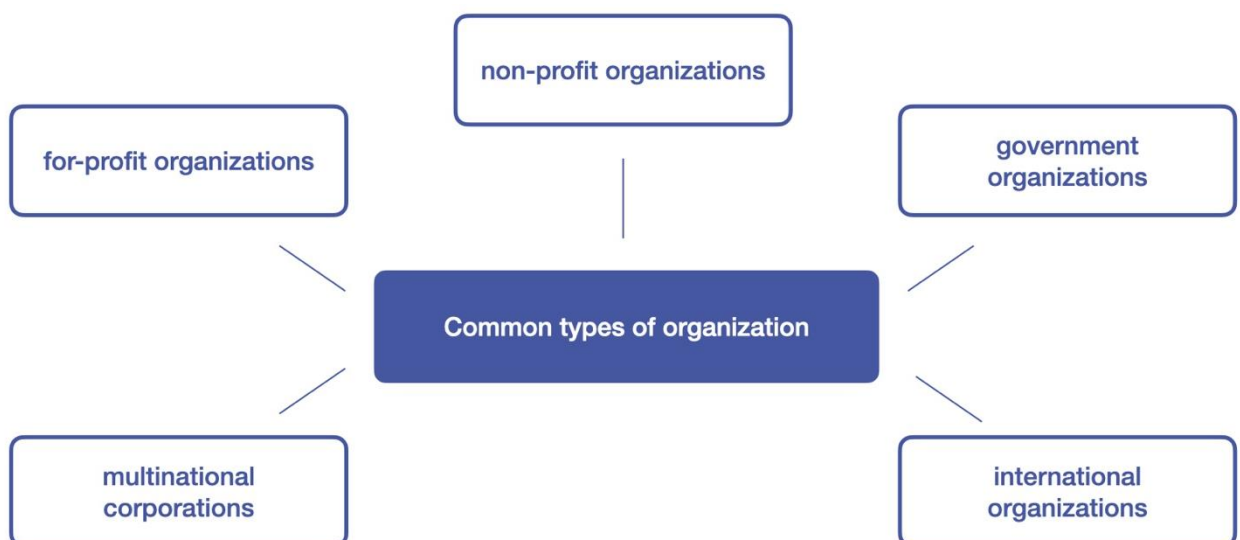 non-profit organizations
for-profit organizations
government
organizations
Common types of organization
multinational
corporations
international
organizations